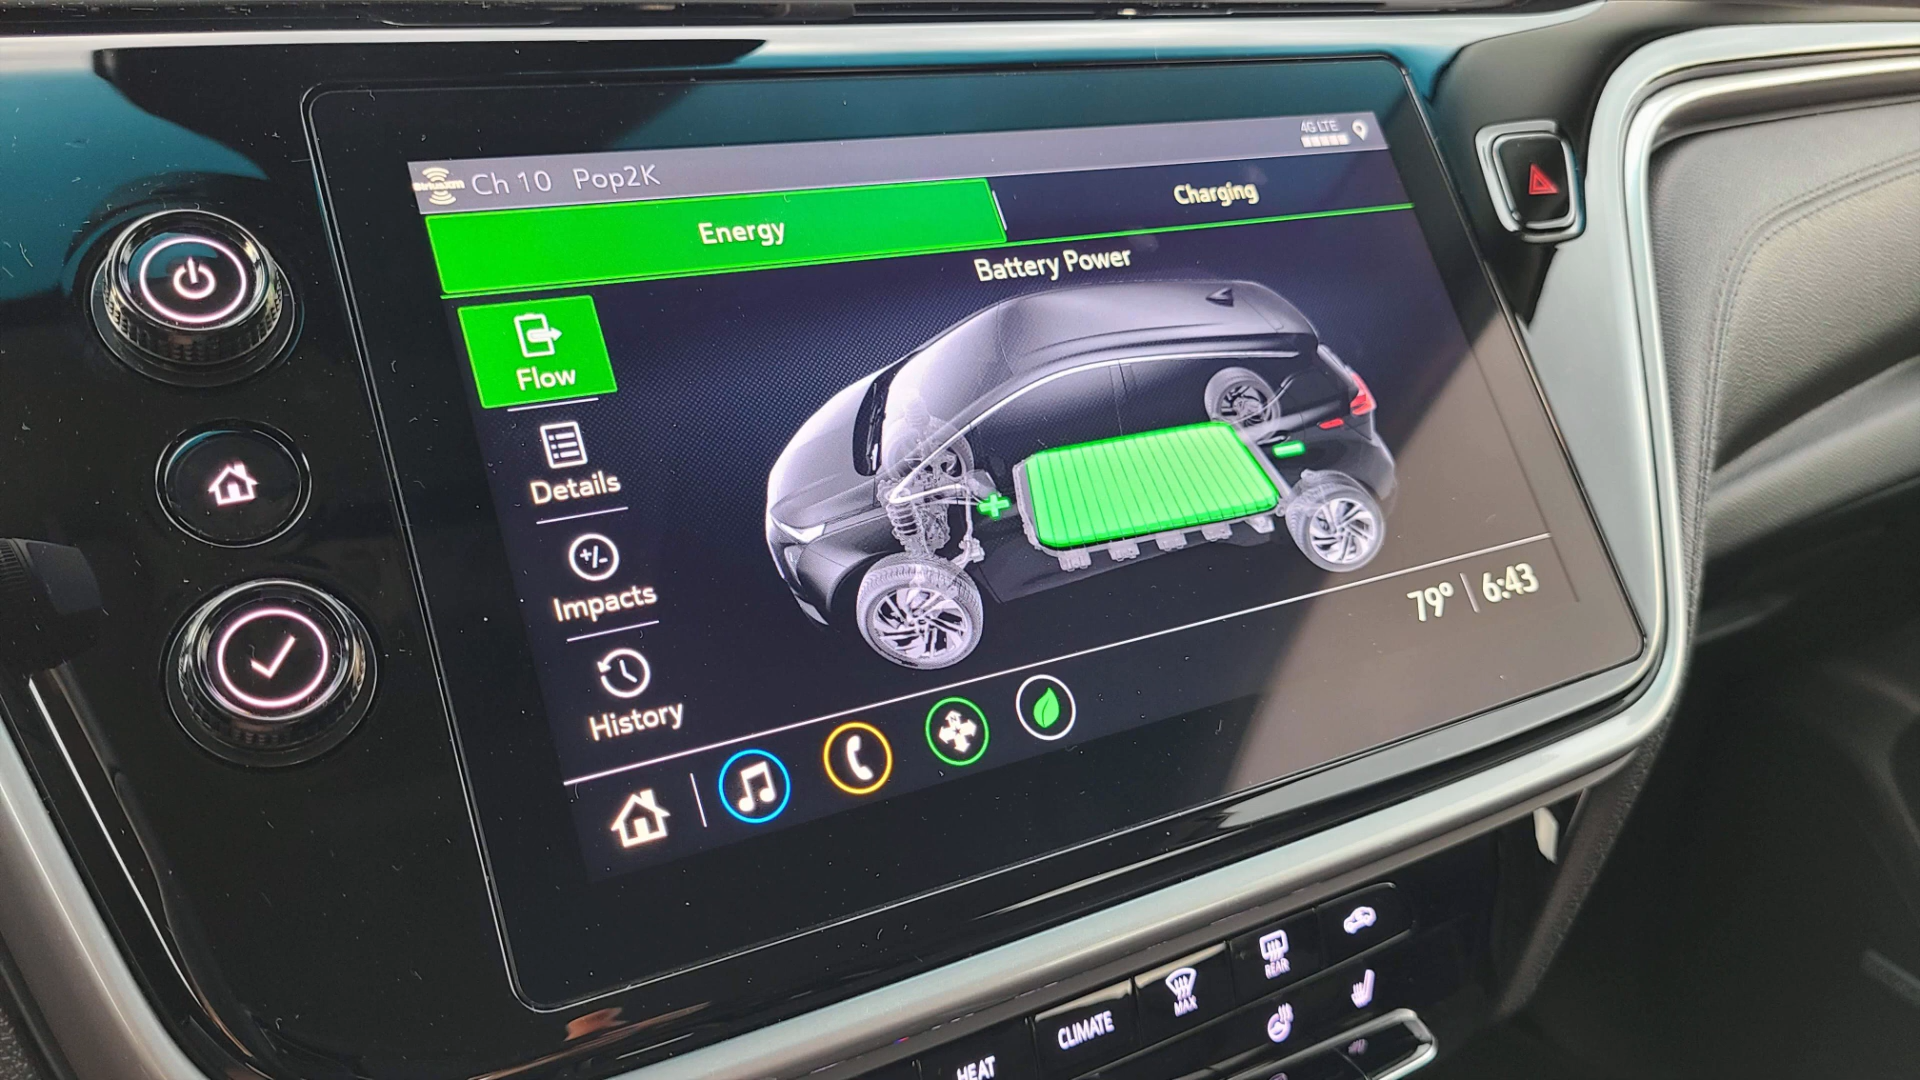 4G LTE
SiriusXM Ch 10 Pop2K
Energy
Charging
Battery Power
Flow
Details
+/-
Impacts
History
79° | 6:43
N
MAX
REAR
CLIMATE
HEAT